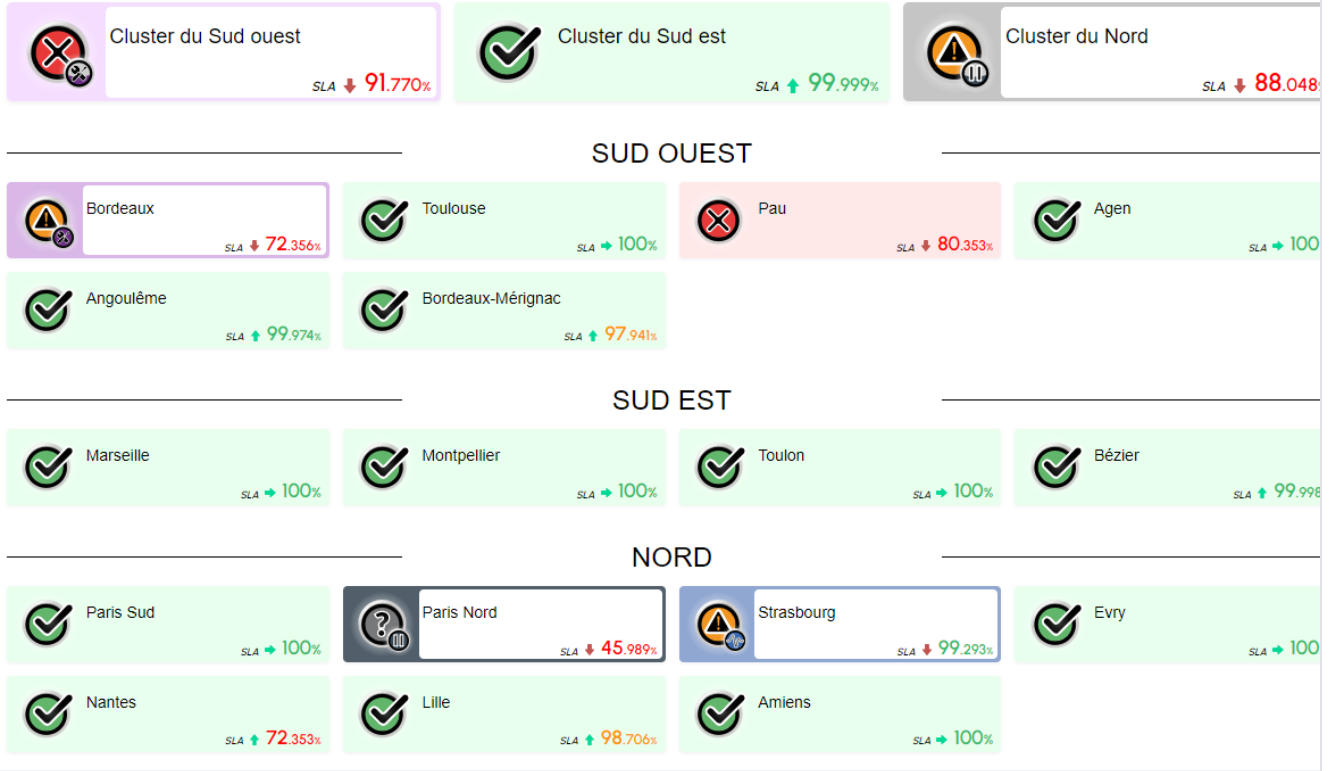 Cluster du Sud ouest
SLA 91.770%
Cluster du Sud est
SLA 99.999%
Cluster du Nord
SLA 88.048
SUD OUEST
Bordeaux
SLA 72.356%
Toulouse
SLA 100%
Pau
SLA 80.353%
Agen
SLA 100
Angoulême
SLA 99.974%
Bordeaux-Mérignac
SLA 97.941%
SUD EST
Marseille
SLA 100%
Montpellier
SLA 100%
Toulon
SLA 100%
Bézier
SLA 99.998
NORD
Paris Sud
SLA 100%
Paris Nord
SLA 45.989%
Strasbourg
SLA 99.293%
Evry
SLA 100
Nantes
SLA 72.353%
Lille
SLA 98.706%
Amiens
SLA 100%